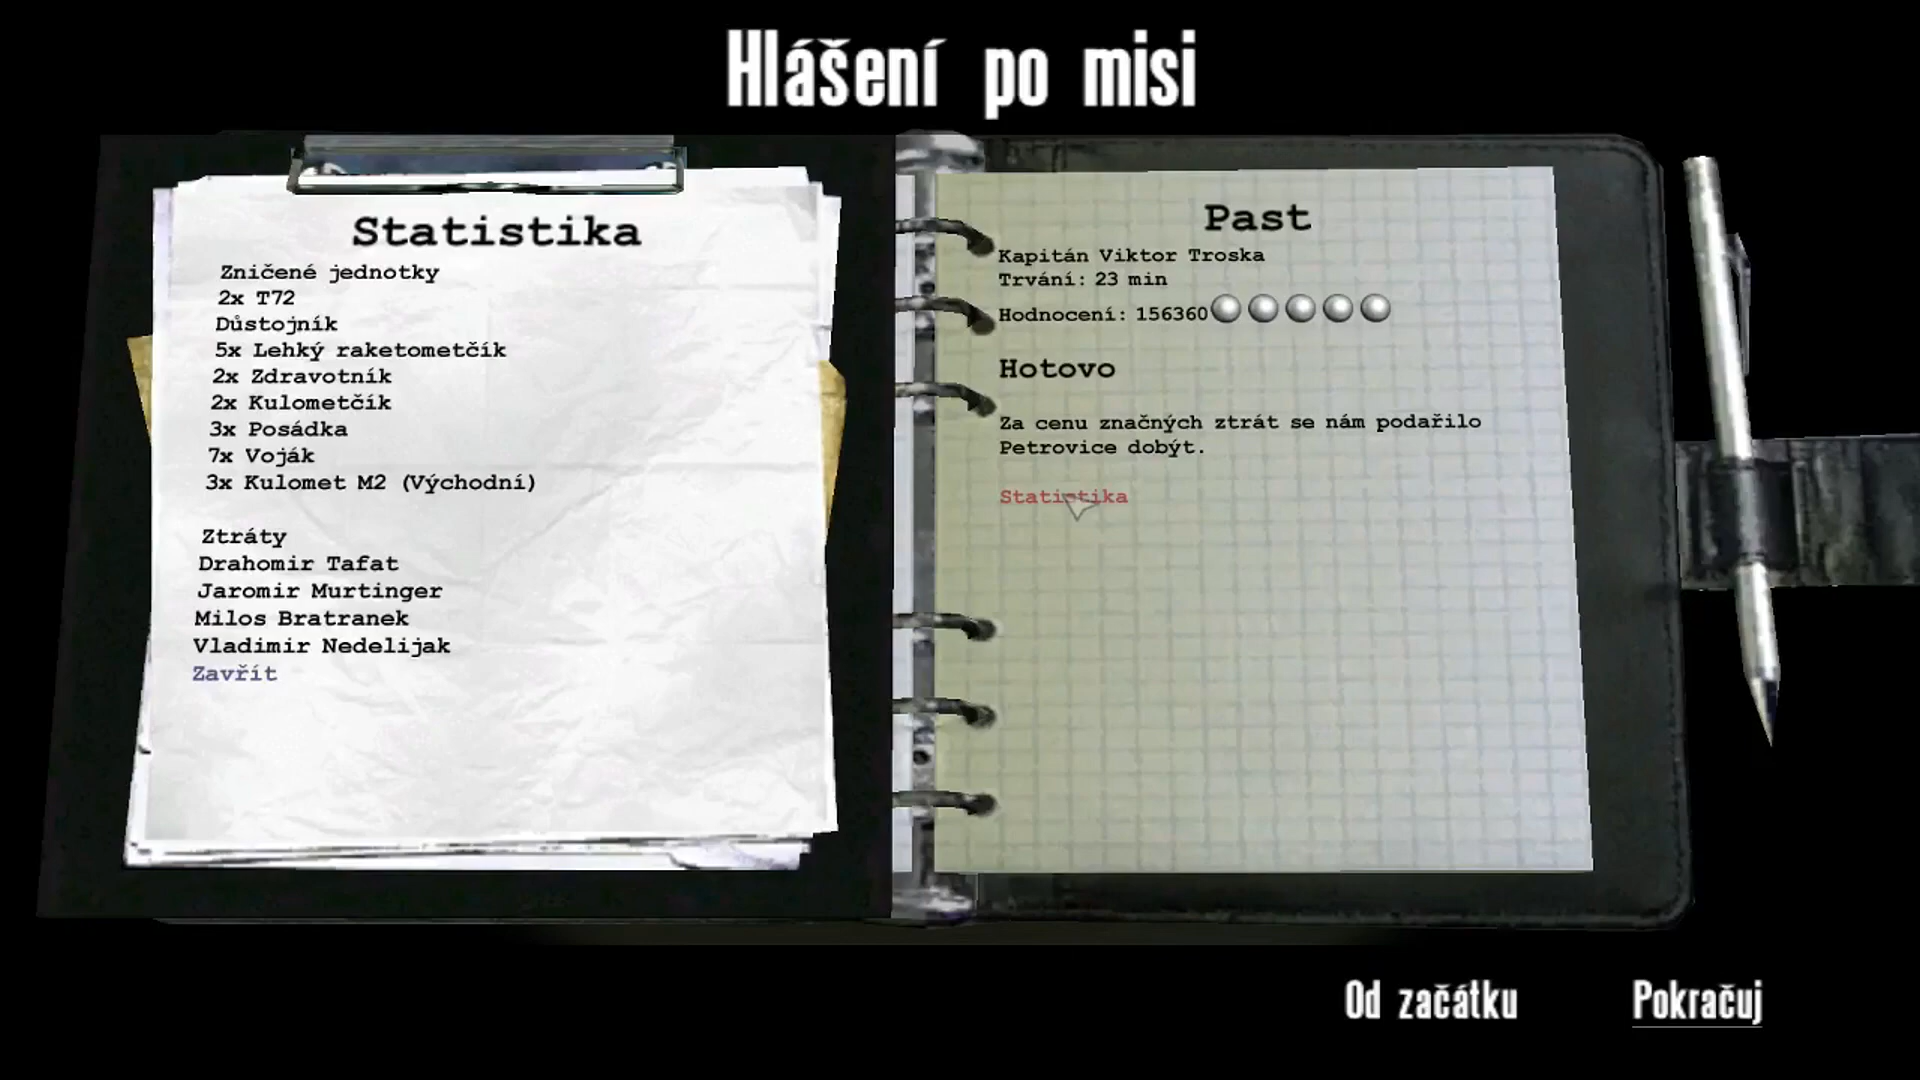 Hlášení po misi
Statistika
Zničené jednotky
2x T72
Důstojník
5x Lehký raketometčík
2x Zdravotník
2x Kulometčík
3x Posádka
7x Voják
3x Kulomet M2 (Východní)
Ztráty
Drahomir Tafat
Jaromir Murtinger
Milos Bratranek
Vladimir Nedelijak
Zavřít
Past
Kapitán Viktor Troska
Trvání: 23 min
Hodnocení: 156360
Hotovo
Za cenu značných ztrát se nám podařilo
Petrovice dobýt.
Statistika
Od začátku
Pokračuj